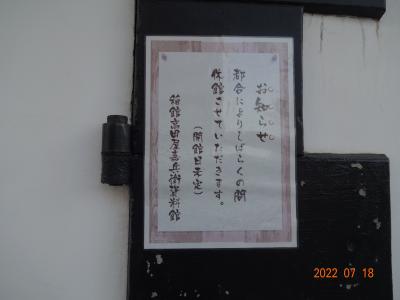 お知らせ
都合によりしばらくの間
休館させていただきます。
(開館日未定)
箱館高田屋嘉兵衛資料館
2022 07 18